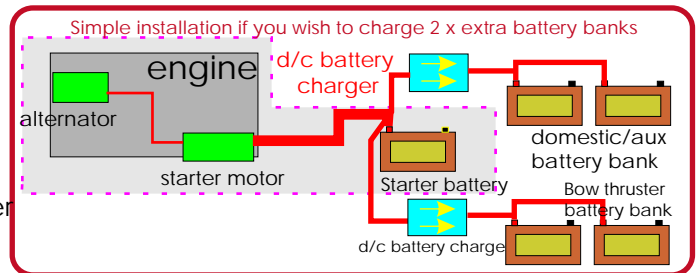 Simple installation if you wish to charge 2 x extra battery banks
engine
d/c battery
charger
alternator
starter motor
Starter battery
domestic/aux
battery bank
Bow thruster
battery bank
d/c battery charge
er